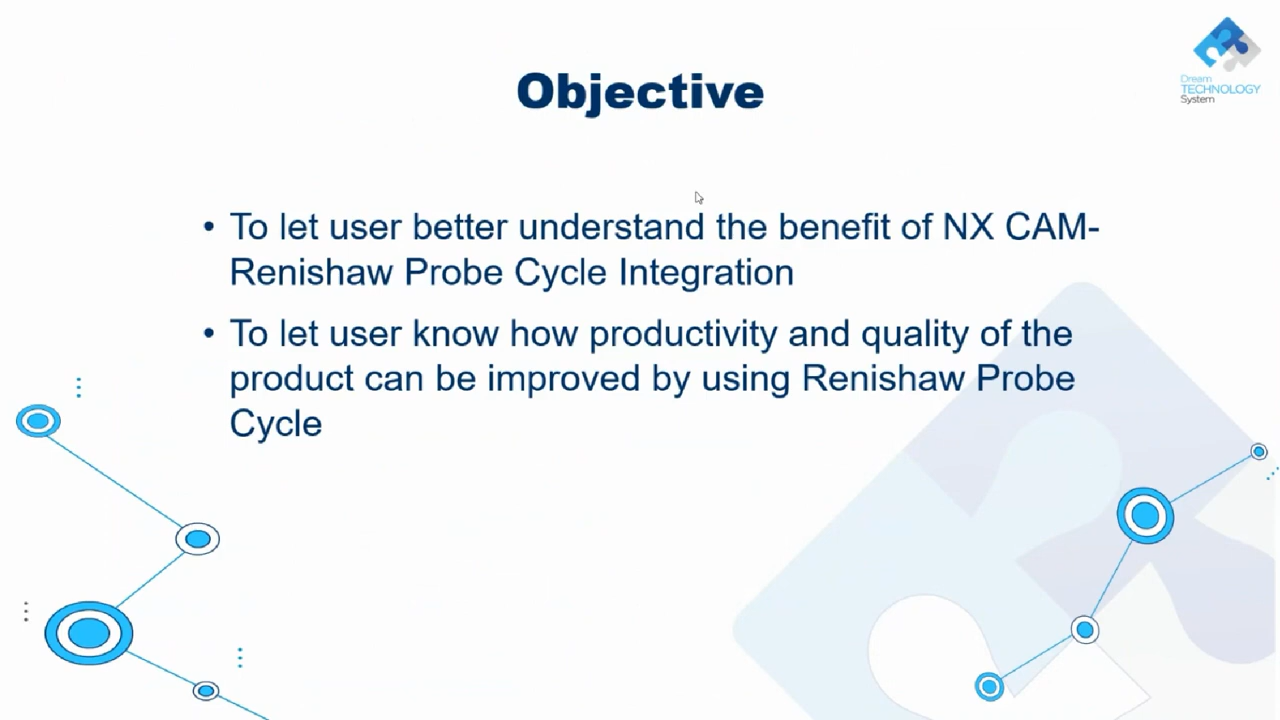 Dream
TECHNOLOGY
System
Objective
• To let user better understand the benefit of NX CAM-
Renishaw Probe Cycle Integration
• To let user know how productivity and quality of the
product can be improved by using Renishaw Probe
Cycle